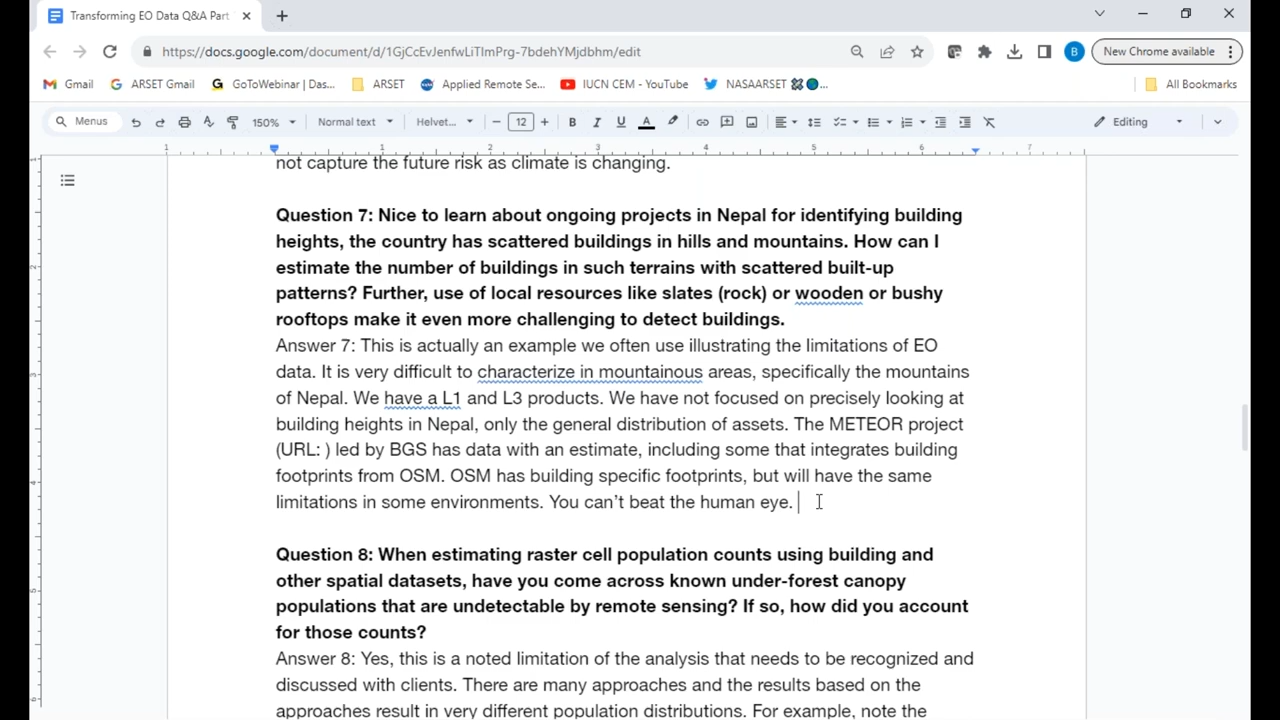 Transforming EO Data Q&A Part
https://docs.google.com/document/d/1GjCcEvJenfwLiTImPrg-7bdehYMjdbhm/edit
B
New Chrome available
Gmail
ARSET Gmail
GoToWebinar | Das...
ARSET
Applied Remote Se...
IUCN CEM - YouTube
NASAARSET
All Bookmarks
Menus
150%
Normal text
Helvet...
12
B I U A
Editing
1 1 2 3 4 5 6 7
not capture the future risk as climate is changing.
Question 7: Nice to learn about ongoing projects in Nepal for identifying building
heights, the country has scattered buildings in hills and mountains. How can I
estimate the number of buildings in such terrains with scattered built-up
patterns? Further, use of local resources like slates (rock) or wooden or bushy
rooftops make it even more challenging to detect buildings.
Answer 7: This is actually an example we often use illustrating the limitations of EO
data. It is very difficult to characterize in mountainous areas, specifically the mountains
of Nepal. We have a L1 and L3 products. We have not focused on precisely looking at
building heights in Nepal, only the general distribution of assets. The METEOR project
(URL: ) led by BGS has data with an estimate, including some that integrates building
footprints from OSM. OSM has building specific footprints, but will have the same
limitations in some environments. You can't beat the human eye.
Question 8: When estimating raster cell population counts using building and
other spatial datasets, have you come across known under-forest canopy
populations that are undetectable by remote sensing? If so, how did you account
for those counts?
Answer 8: Yes, this is a noted limitation of the analysis that needs to be recognized and
discussed with clients. There are many approaches and the results based on the
approaches result in very different population distributions. For example, note the